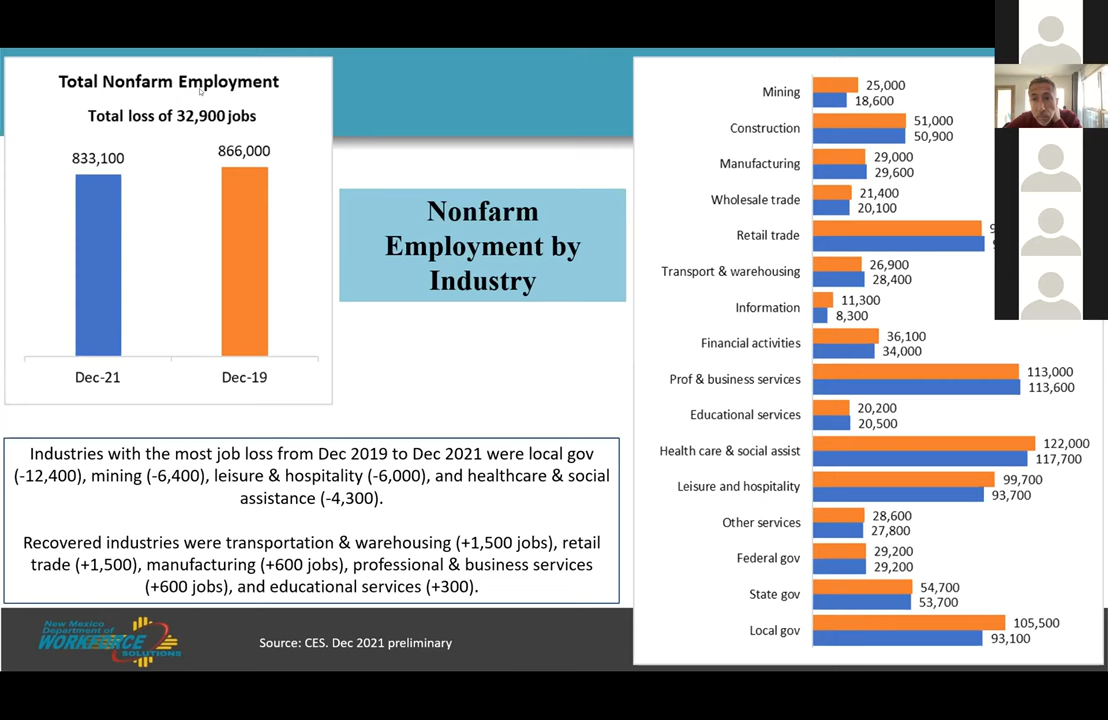 Total Nonfarm Employment
Total loss of 32,900 jobs
833,100
866,000
Dec-21
Dec-19
Nonfarm
Employment by
Industry
Industries with the most job loss from Dec 2019 to Dec 2021 were local gov
(-12,400), mining (-6,400), leisure & hospitality (-6,000), and healthcare & social
assistance (-4,300).
Recovered industries were transportation & warehousing (+1,500 jobs), retail
trade (+1,500), manufacturing (+600 jobs), professional & business services
(+600 jobs), and educational services (+300).
New Mexico
Department of
WORKFORCE
SOLUTIONS
Source: CES. Dec 2021 preliminary
Mining
25,000
18,600
Construction
51,000
50,900
Manufacturing
29,000
29,600
Wholesale trade
21,400
20,100
Retail trade
Transport & warehousing
26,900
28,400
Information
11,300
8,300
Financial activities
36,100
34,000
Prof & business services
113,000
113,600
Educational services
20,200
20,500
Health care & social assist
122,000
117,700
Leisure and hospitality
99,700
93,700
Other services
28,600
27,800
Federal gov
29,200
29,200
State gov
54,700
53,700
Local gov
105,500
93,100